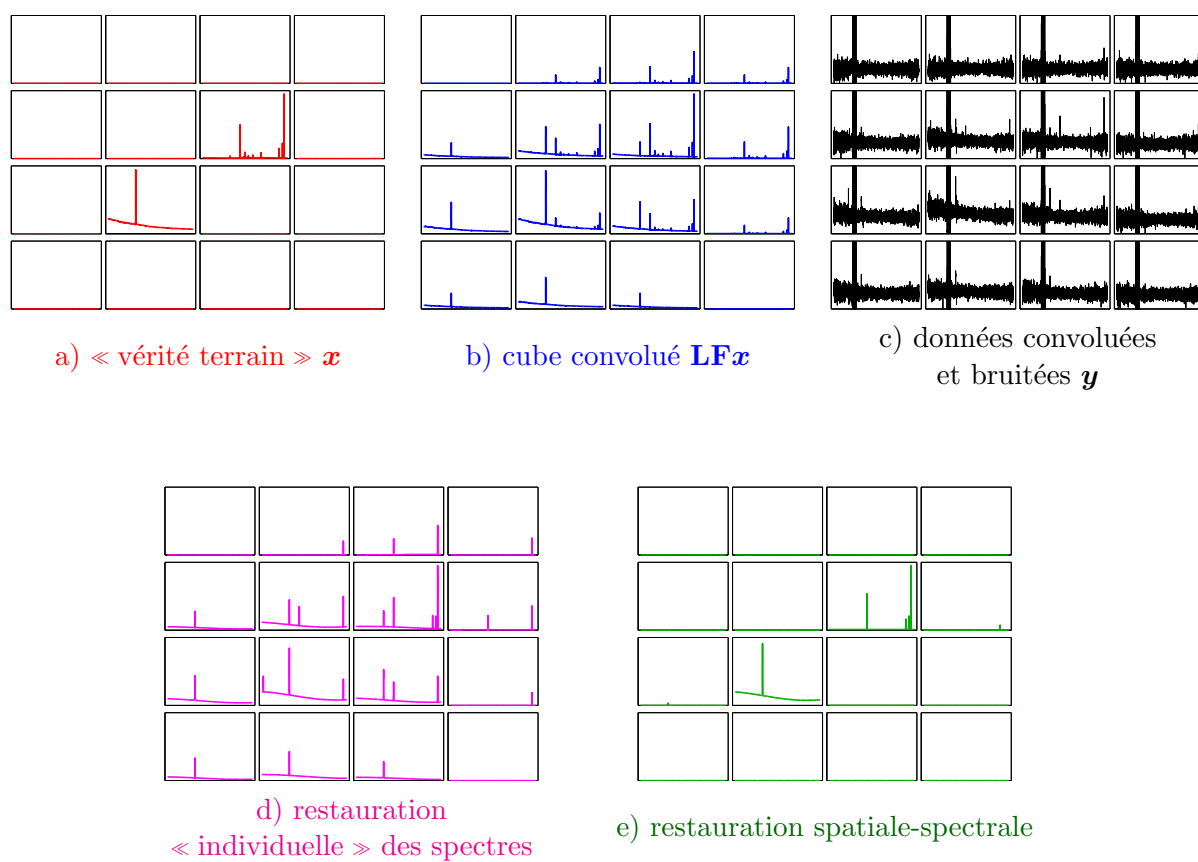 a) « vérité terrain » x
b) cube convolué LFx
c) données convoluées
et bruitées y
d) restauration
« individuelle » des spectres
e) restauration spatiale-spectrale